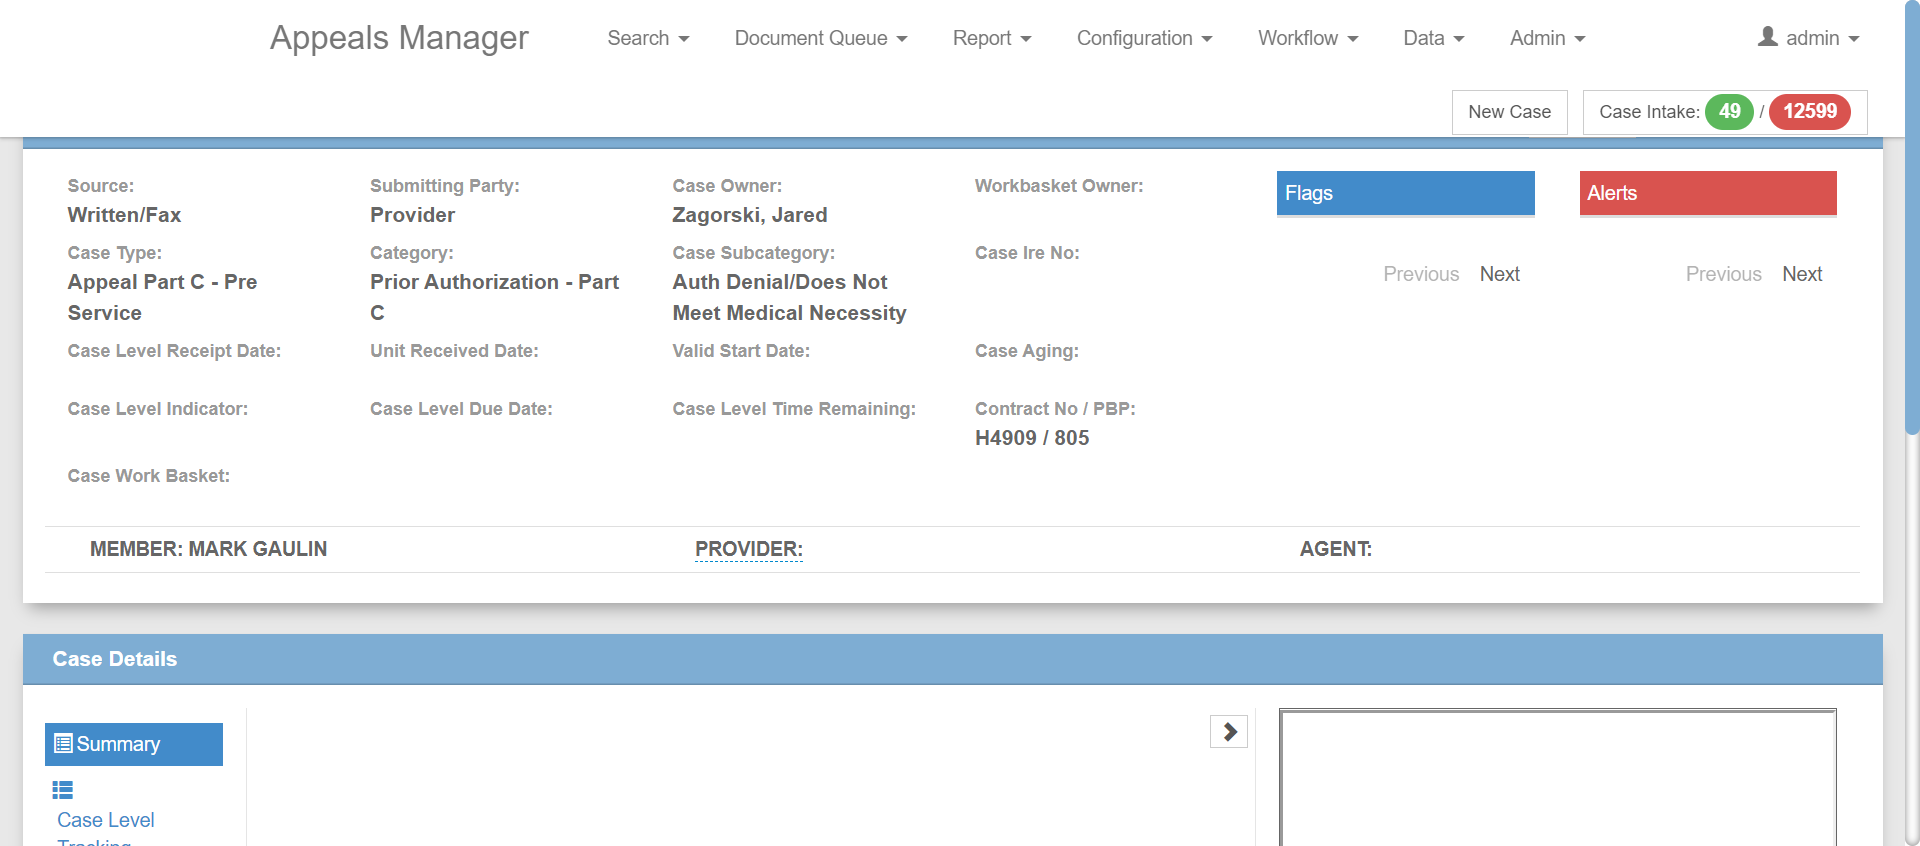 Appeals Manager
Search
Document Queue
Report
Configuration
Workflow
Data
Admin
admin
New Case
Case Intake: 49 / 12599
Source:
Written/Fax
Submitting Party:
Provider
Case Owner:
Zagorski, Jared
Workbasket Owner:
Flags
Alerts
Case Type:
Appeal Part C - Pre
Service
Category:
Prior Authorization - Part
C
Case Subcategory:
Auth Denial/Does Not
Meet Medical Necessity
Case Ire No:
Previous Next
Previous Next
Case Level Receipt Date:
Unit Received Date:
Valid Start Date:
Case Aging:
Case Level Indicator:
Case Level Due Date:
Case Level Time Remaining:
Contract No / PBP:
H4909 / 805
Case Work Basket:
MEMBER: MARK GAULIN
PROVIDER:
AGENT:
Case Details
Summary
Case Level
Tracking